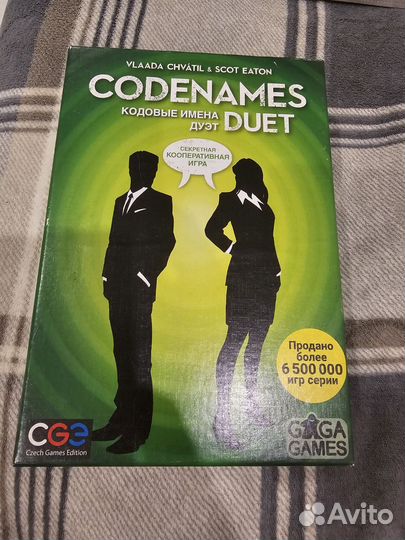 VLAADA CHVÁTIL & SCOT EATON
CODENAMES
КОДОВЫЕ ИМЕНА
ДУЭТ
DUET
СЕКРЕТНАЯ
КООПЕРАТИВНАЯ
ИГРА
Продано
более
6 500 000
игр серии
CGE
Czech Games Edition
GAGA
GAMES
Avito